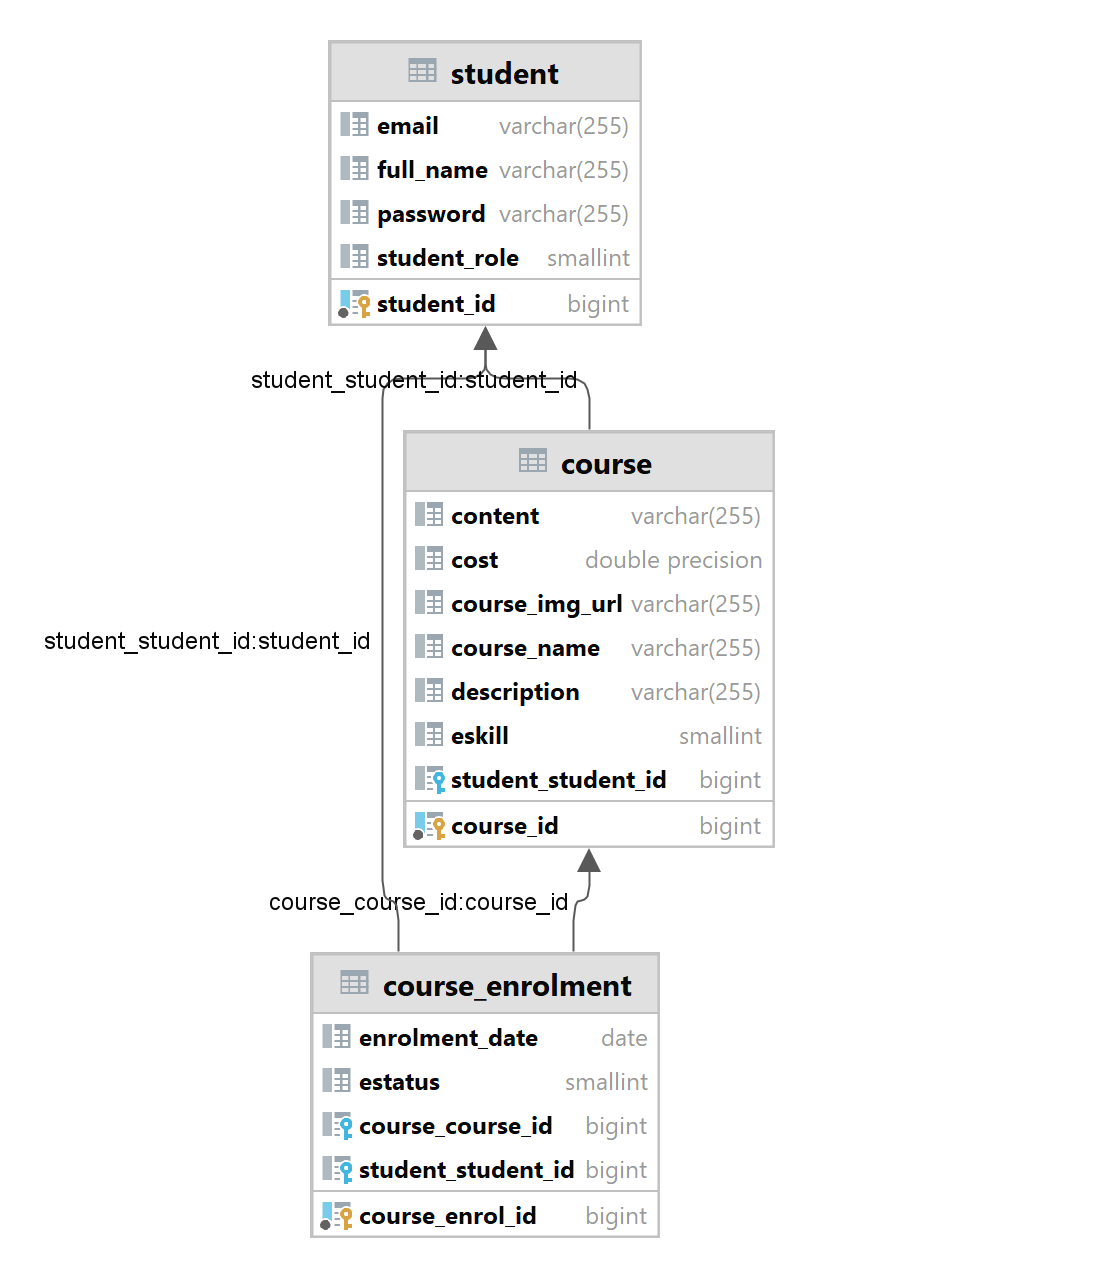 student
email varchar(255)
full_name varchar(255)
password varchar(255)
student_role smallint
student_id bigint
student_student_id:student_id
course
content varchar(255)
cost double precision
course_img_url varchar(255)
course_name varchar(255)
description varchar(255)
eskill smallint
student_student_id bigint
course_id bigint
student_student_id:student_id
course_course_id:course_id
course_enrolment
enrolment_date date
estatus smallint
course_course_id bigint
student_student_id bigint
course_enrol_id bigint